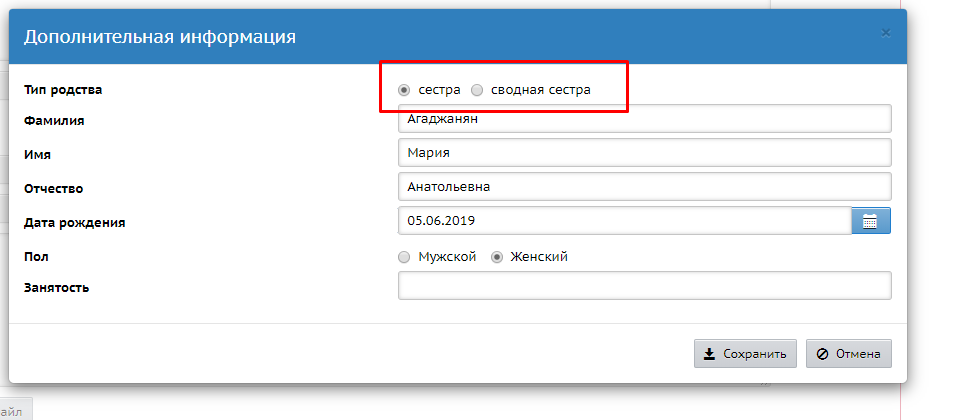 Дополнительная информация ×
Тип родства сестра сводная сестра
Фамилия Агаджанян
Имя Мария
Отчество Анатольевна
Дата рождения 05.06.2019
Пол Мужской Женский
Занятость
Сохранить Отмена
айл